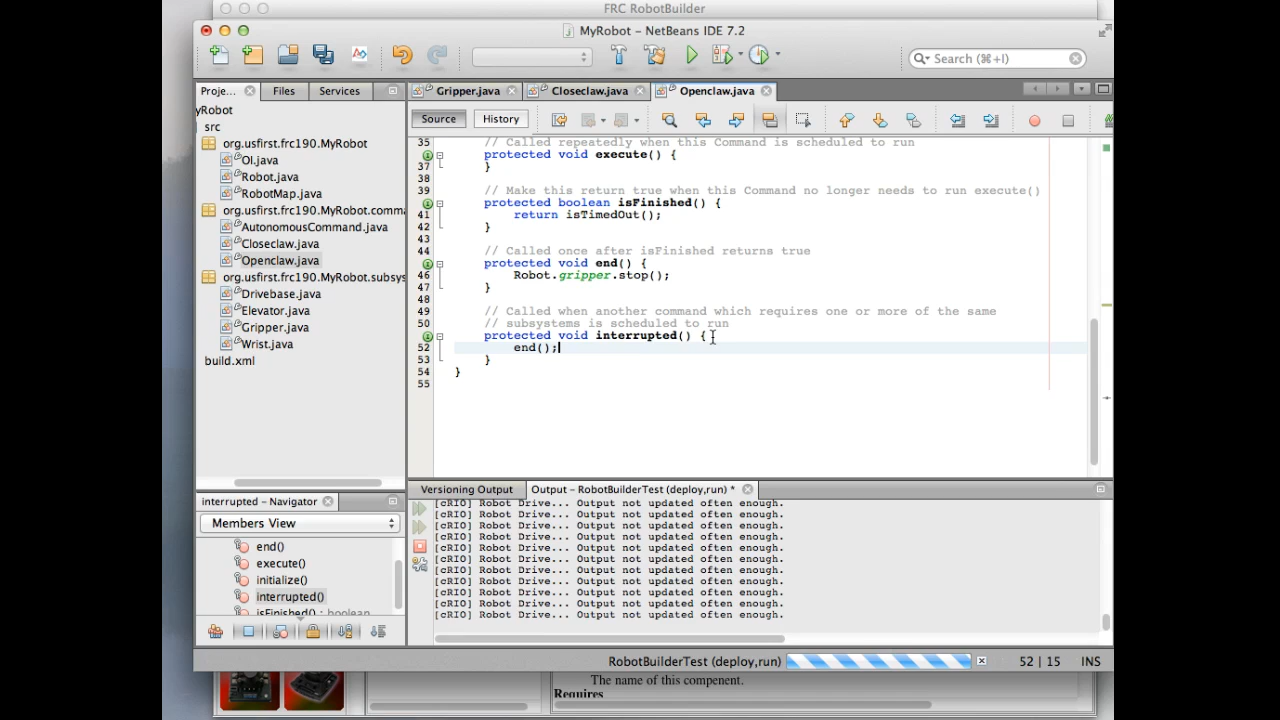 FRC RobotBuilder
MyRobot – NetBeans IDE 7.2
Search (⌘+I)
Proje...
Files
Services
Gripper.java
Closeclaw.java
Openclaw.java
Source
History
yRobot
src
org.usfirst.frc190.MyRobot
OI.java
Robot.java
RobotMap.java
org.usfirst.frc190.MyRobot.comma
AutonomousCommand.java
Closeclaw.java
Openclaw.java
org.usfirst.frc190.MyRobot.subsys
Drivebase.java
Elevator.java
Gripper.java
Wrist.java
build.xml
35 // Called repeatedly when this Command is scheduled to run
36 protected void execute() {
37 }
38
39 // Make this return true when this Command no longer needs to run execute()
40 protected boolean isFinished() {
41 return isTimedOut();
42 }
43
44 // Called once after isFinished returns true
45 protected void end() {
46 Robot.gripper.stop();
47 }
48
49 // Called when another command which requires one or more of the same
50 // subsystems is scheduled to run
protected void interrupted() {
52 end();
53 }
54 }
55
interrupted – Navigator
Members View
end()
execute()
initialize()
interrupted()
isFinished() : boolean
Versioning Output
Output – RobotBuilderTest (deploy,run) *
[cRIO] Robot Drive... Output not updated often enough.
[cRIO] Robot Drive... Output not updated often enough.
[cRIO] Robot Drive... Output not updated often enough.
[cRIO] Robot Drive... Output not updated often enough.
[cRIO] Robot Drive... Output not updated often enough.
[cRIO] Robot Drive... Output not updated often enough.
[cRIO] Robot Drive... Output not updated often enough.
[cRIO] Robot Drive... Output not updated often enough.
[cRIO] Robot Drive... Output not updated often enough.
[cRIO] Robot Drive... Output not updated often enough.
[cRIO] Robot Drive... Output not updated often enough.
RobotBuilderTest (deploy,run)
52 | 15
INS
The name of this compenent.
Requires